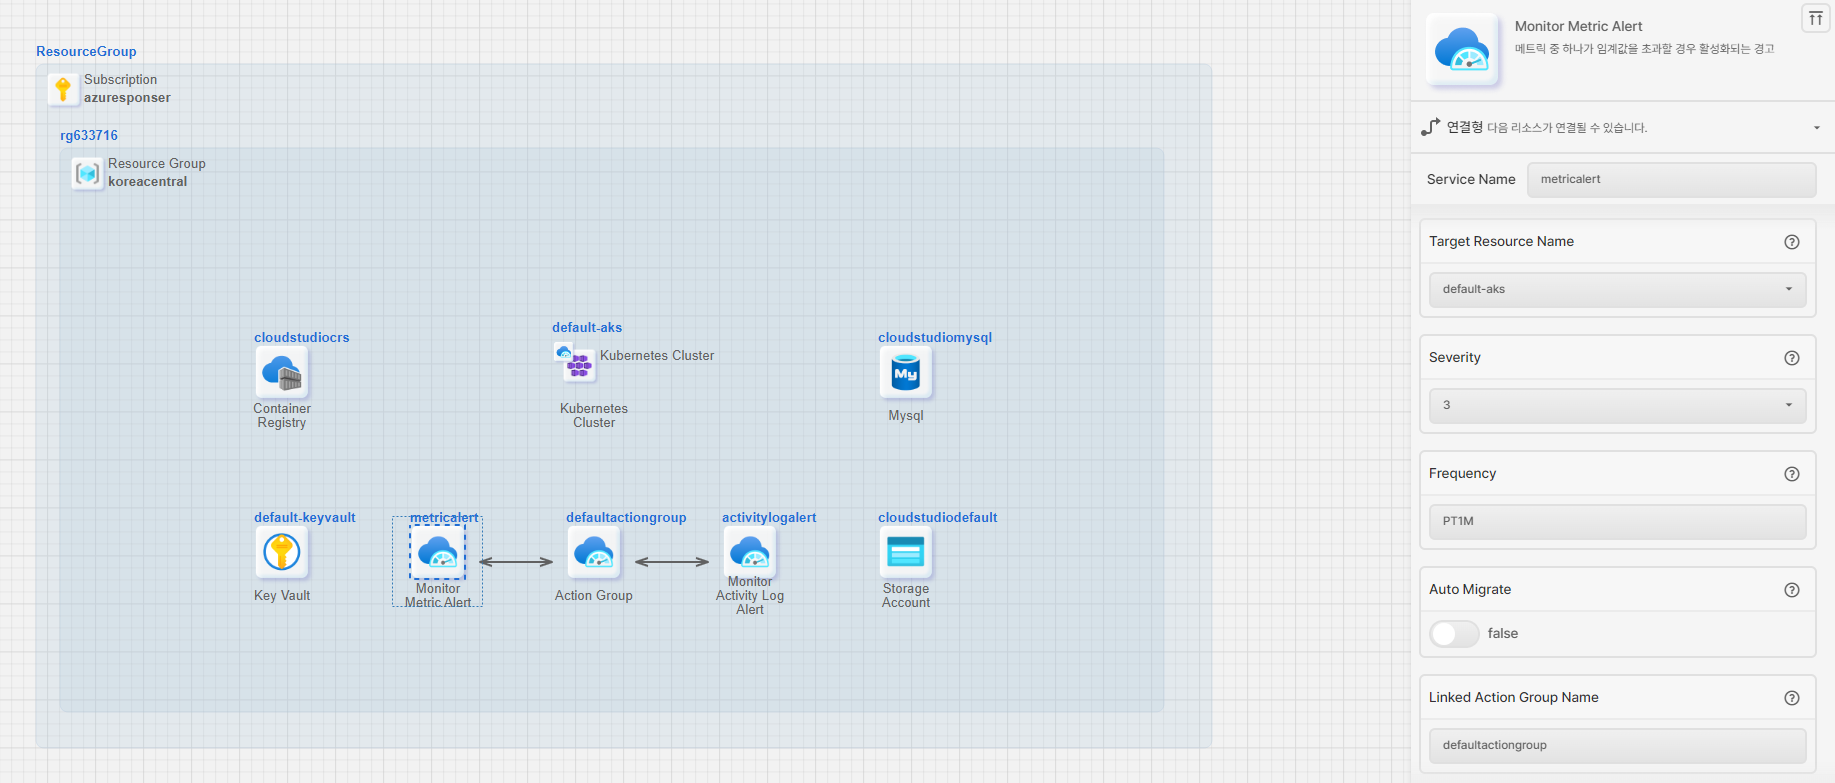 ResourceGroup
Subscription
azuresponser
rg633716
Resource Group
koreacentral
cloudstudiocrs
Container
Registry
default-aks
Kubernetes Cluster
Kubernetes
Cluster
cloudstudiomysql
My
Mysql
default-keyvault
Key Vault
metricalert
Monitor
Metric Alert
defaultactiongroup
Action Group
activitylogalert
Monitor
Activity Log
Alert
cloudstudiodefault
Storage
Account
Monitor Metric Alert
메트릭 중 하나가 임계값을 초과할 경우 활성화되는 경고
연결형 다음 리소스가 연결될 수 있습니다.
Service Name metricalert
Target Resource Name
default-aks
Severity
3
Frequency
PT1M
Auto Migrate
false
Linked Action Group Name
defaultactiongroup